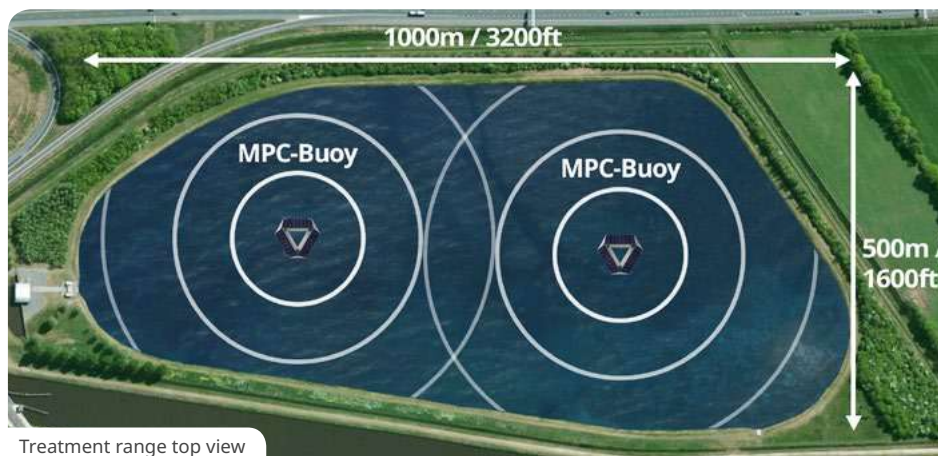 1000m / 3200ft
MPC-Buoy
MPC-Buoy
500m /
1600ft
Treatment range top view